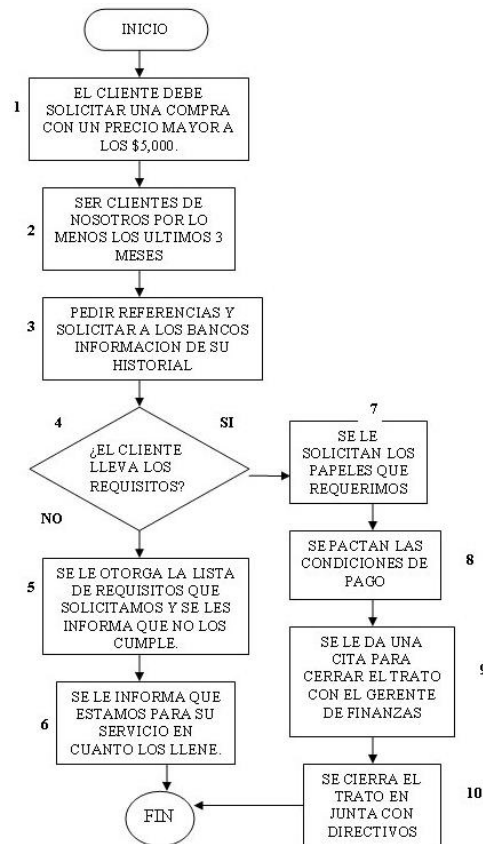 INICIO
1
EL CLIENTE DEBE
SOLICITAR UNA COMPRA
CON UN PRECIO MAYOR A
LOS $5,000.
2
SER CLIENTES DE
NOSOTROS POR LO
MENOS LOS ULTIMOS 3
MESES
3
PEDIR REFERENCIAS Y
SOLICITAR A LOS BANCOS
INFORMACION DE SU
HISTORIAL
4
¿EL CLIENTE
LLEVA LOS
REQUISITOS?
SI
NO
5
SE LE OTORGA LA LISTA
DE REQUISITOS QUE
SOLICITAMOS Y SE LES
INFORMA QUE NO LOS
CUMPLE.
6
SE LE INFORMA QUE
ESTAMOS PARA SU
SERVICIO EN
CUANTO LOS LLENE.
7
SE LE
SOLICITAN LOS
PAPELES QUE
REQUERIMOS
8
SE PACTAN LAS
CONDICIONES DE
PAGO
9
SE LE DA UNA
CITA PARA
CERRAR EL TRATO
CON EL GERENTE
DE FINANZAS
10
SE CIERRA EL
TRATO EN
JUNTA CON
DIRECTIVOS
FIN